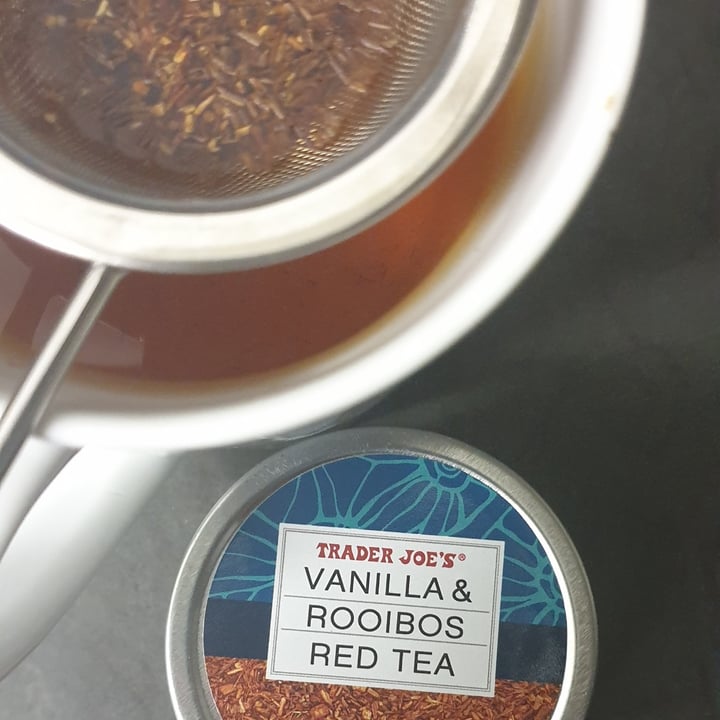 TRADER JOE'S®
VANILLA &
ROOIBOS
RED TEA